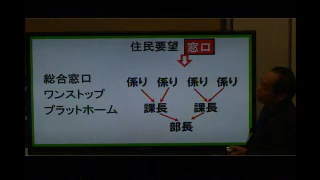 住民要望 窓口
総合窓口
ワンストップ
プラットホーム
係り 係り 係り 係り
課長 課長
部長